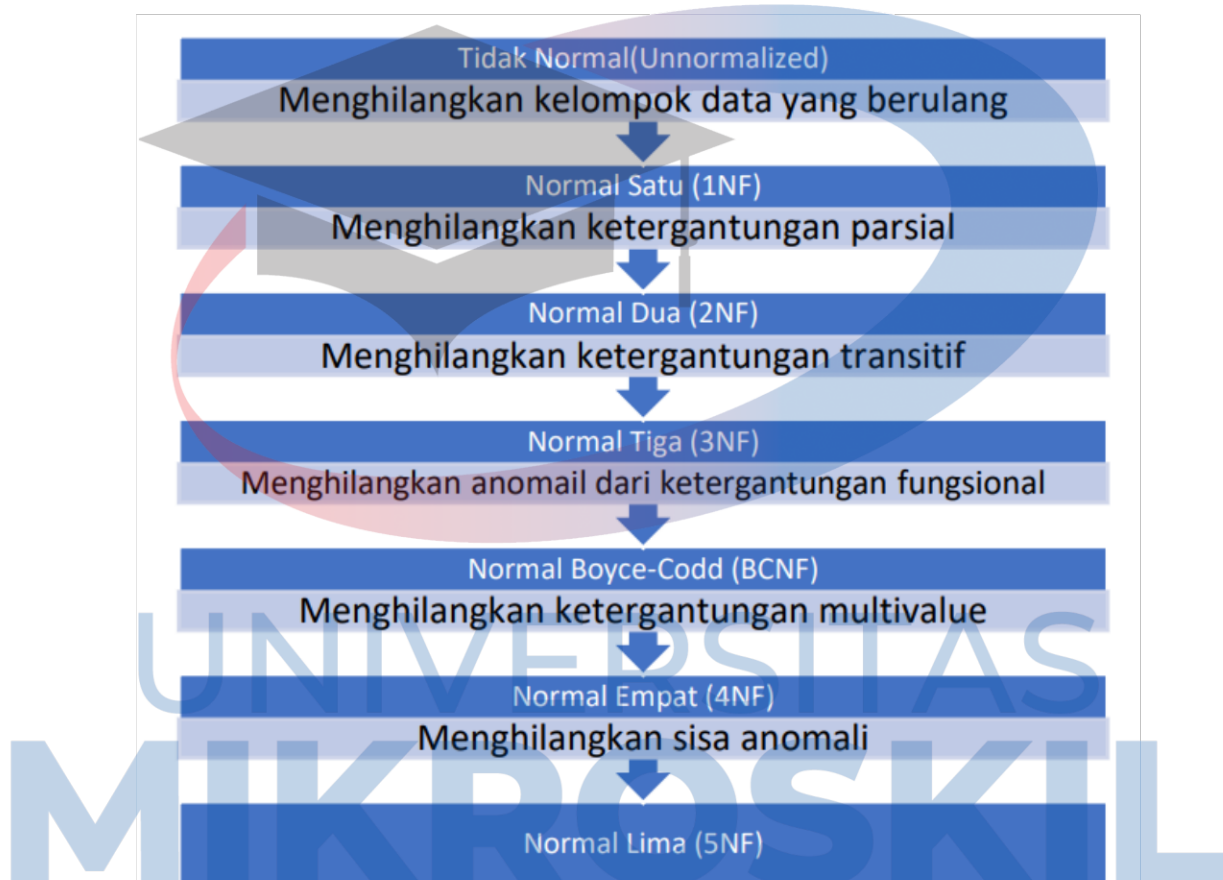 Tidak Normal(Unnormalized)
Menghilangkan kelompok data yang berulang
Normal Satu (1NF)
Menghilangkan ketergantungan parsial
Normal Dua (2NF)
Menghilangkan ketergantungan transitif
Normal Tiga (3NF)
Menghilangkan anomail dari ketergantungan fungsional
Normal Boyce-Codd (BCNF)
Menghilangkan ketergantungan multivalue
UNIVERSITAS
Normal Empat (4NF)
Menghilangkan sisa anomali
MIKROSKIL
Normal Lima (5NF)